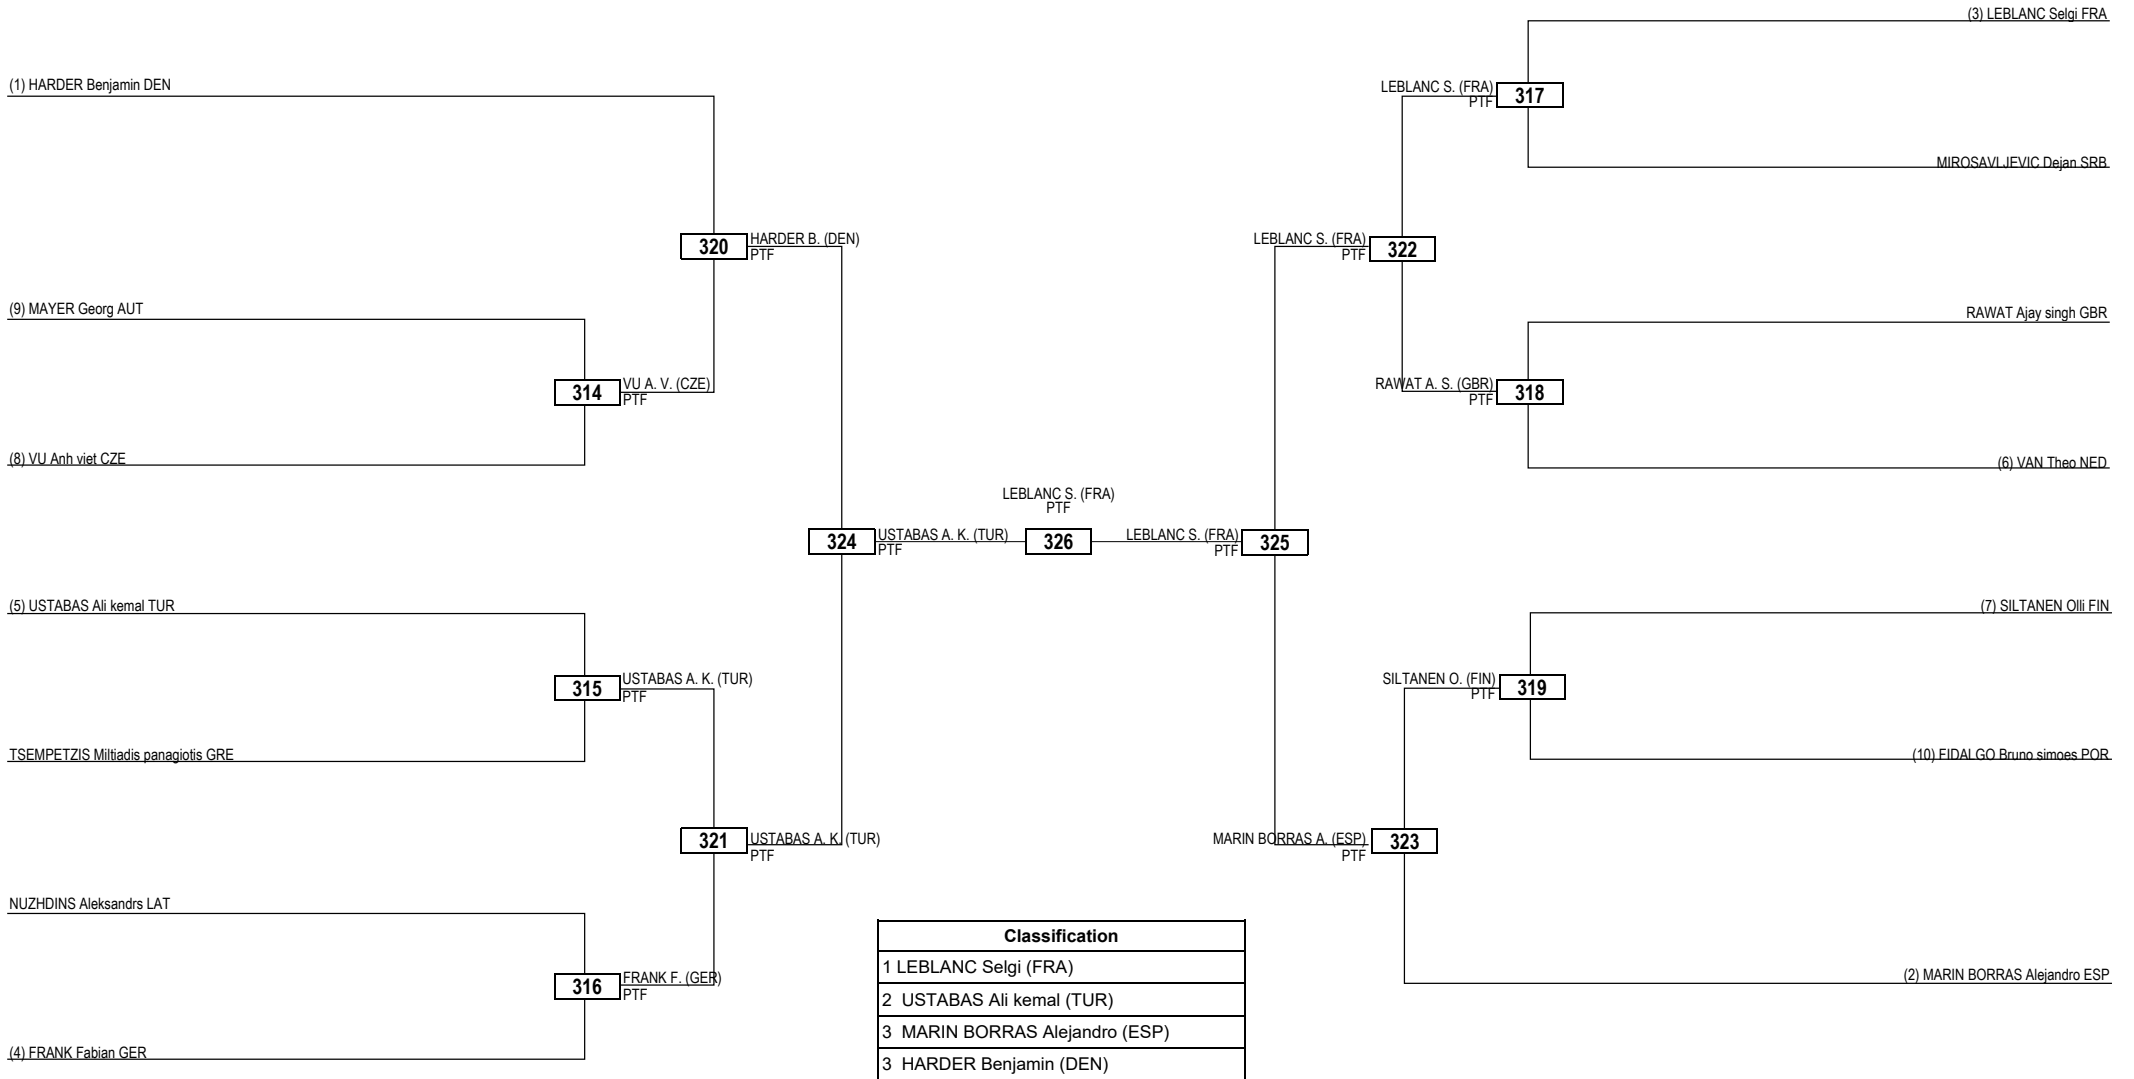 (3) LEBLANC Selgi FRA
(1) HARDER Benjamin DEN
LEBLANC S. (FRA)
PTF
317
MIROSAVLJEVIC Dejan SRB
320
HARDER B. (DEN)
PTF
LEBLANC S. (FRA)
PTF
322
(9) MAYER Georg AUT
RAWAT Ajay singh GBR
314
VU A. V. (CZE)
PTF
RAWAT A. S. (GBR)
PTF
318
(8) VU Anh viet CZE
(6) VAN Theo NED
LEBLANC S. (FRA)
PTF
324
USTABAS A. K. (TUR)
PTF
326
LEBLANC S. (FRA)
PTF
325
(5) USTABAS Ali kemal TUR
(7) SILTANEN Olli FIN
315
USTABAS A. K. (TUR)
PTF
SILTANEN O. (FIN)
PTF
319
TSEMPETZIS Miltiadis panagiotis GRE
(10) FIDALGO Bruno simoes POR
321
USTABAS A. K. (TUR)
PTF
MARIN BORRAS A. (ESP)
PTF
323
NUZHDINS Aleksandrs LAT
316
FRANK F. (GER)
PTF
(2) MARIN BORRAS Alejandro ESP
(4) FRANK Fabian GER
Classification
1 LEBLANC Selgi (FRA)
2 USTABAS Ali kemal (TUR)
3 MARIN BORRAS Alejandro (ESP)
3 HARDER Benjamin (DEN)